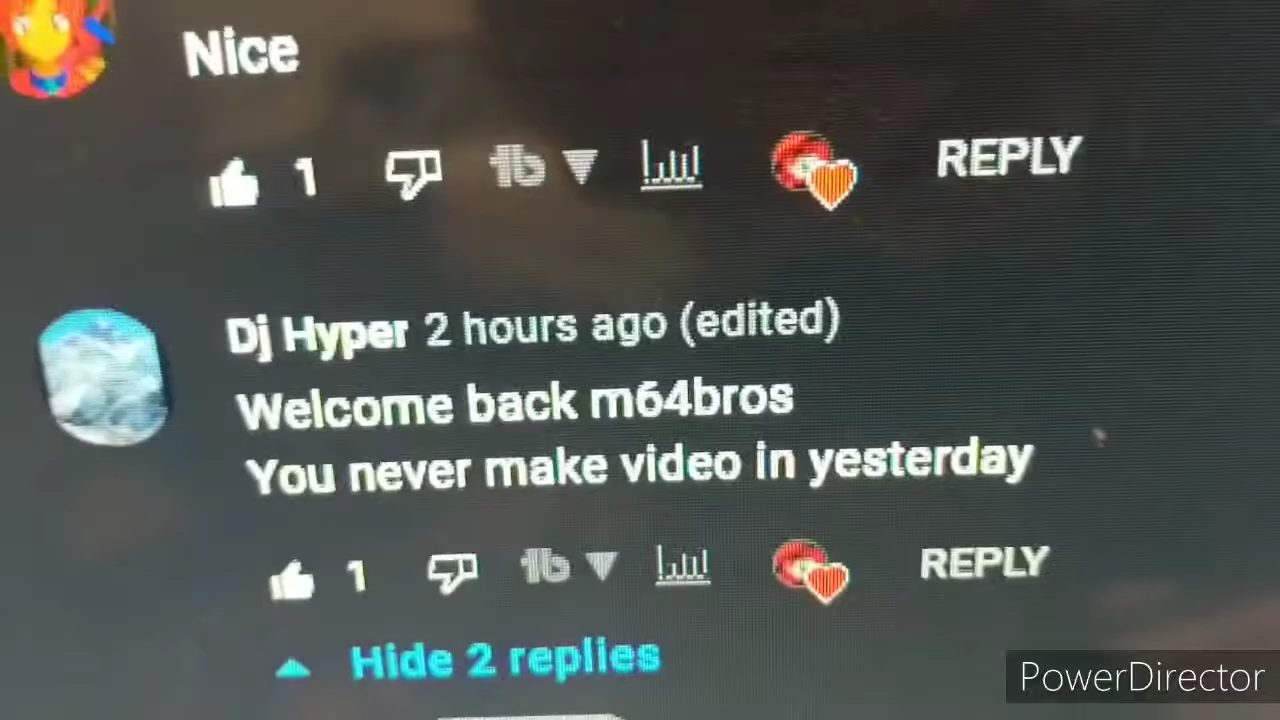 Nice
1
REPLY
Dj Hyper 2 hours ago (edited)
Welcome back m64bros
You never make video in yesterday
1
REPLY
Hide 2 replies
PowerDirector